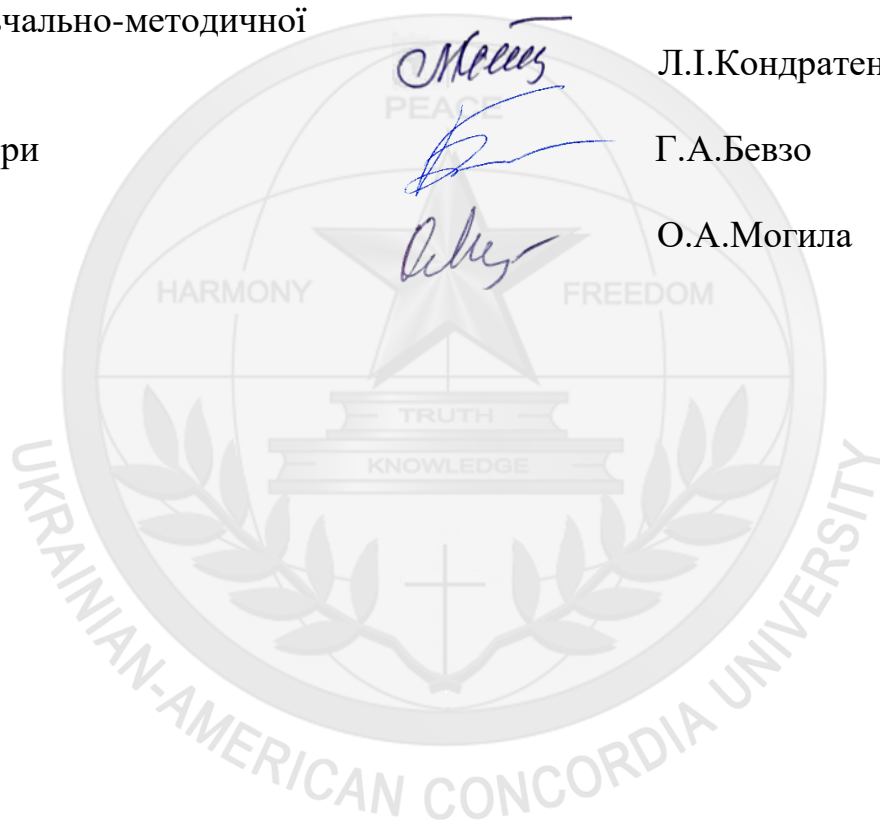 чально-методичної
Л.І.Кондратен
PEACE
ри
Г.А.Бевзо
О.А.Могила
HARMONY
FREEDOM
TRUTH
KNOWLEDGE
UKRAINIAN-AMERICAN CONCORDIA UNIVERSITY